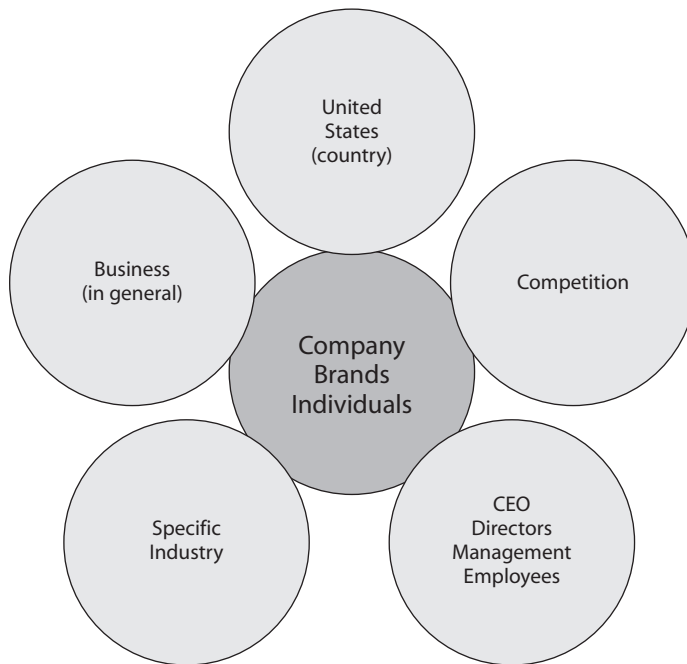 United
States
(country)
Business
(in general)
Competition
Company
Brands
Individuals
Specific
Industry
CEO
Directors
Management
Employees